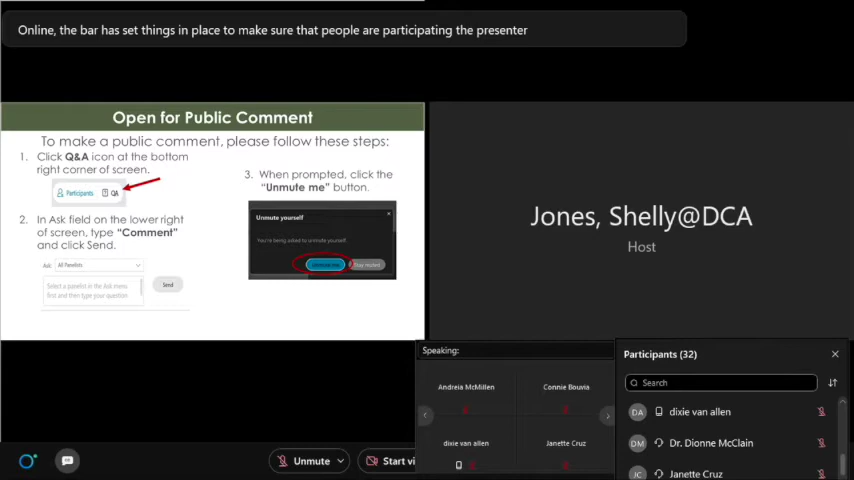 Online, the bar has set things in place to make sure that people are participating the presenter
Open for Public Comment
To make a public comment, please follow these steps:
1. Click Q&A icon at the bottom
right corner of screen.
Participants QA
2. In Ask field on the lower right
of screen, type “Comment”
and click Send.
Ask: All Panelists
Select a panelist in the Ask menu
first and then type your question
Send
3. When prompted, click the
“Unmute me” button.
Unmute yourself
You're being asked to unmute yourself.
Unmute me Stay muted
Jones, Shelly@DCA
Host
Speaking:
Andreia McMillen
Connie Bouvia
dixie van allen
Janette Cruz
Participants (32)
Search
DA dixie van allen
DM Dr. Dionne McClain
JC Janette Cruz
Unmute
Start vi